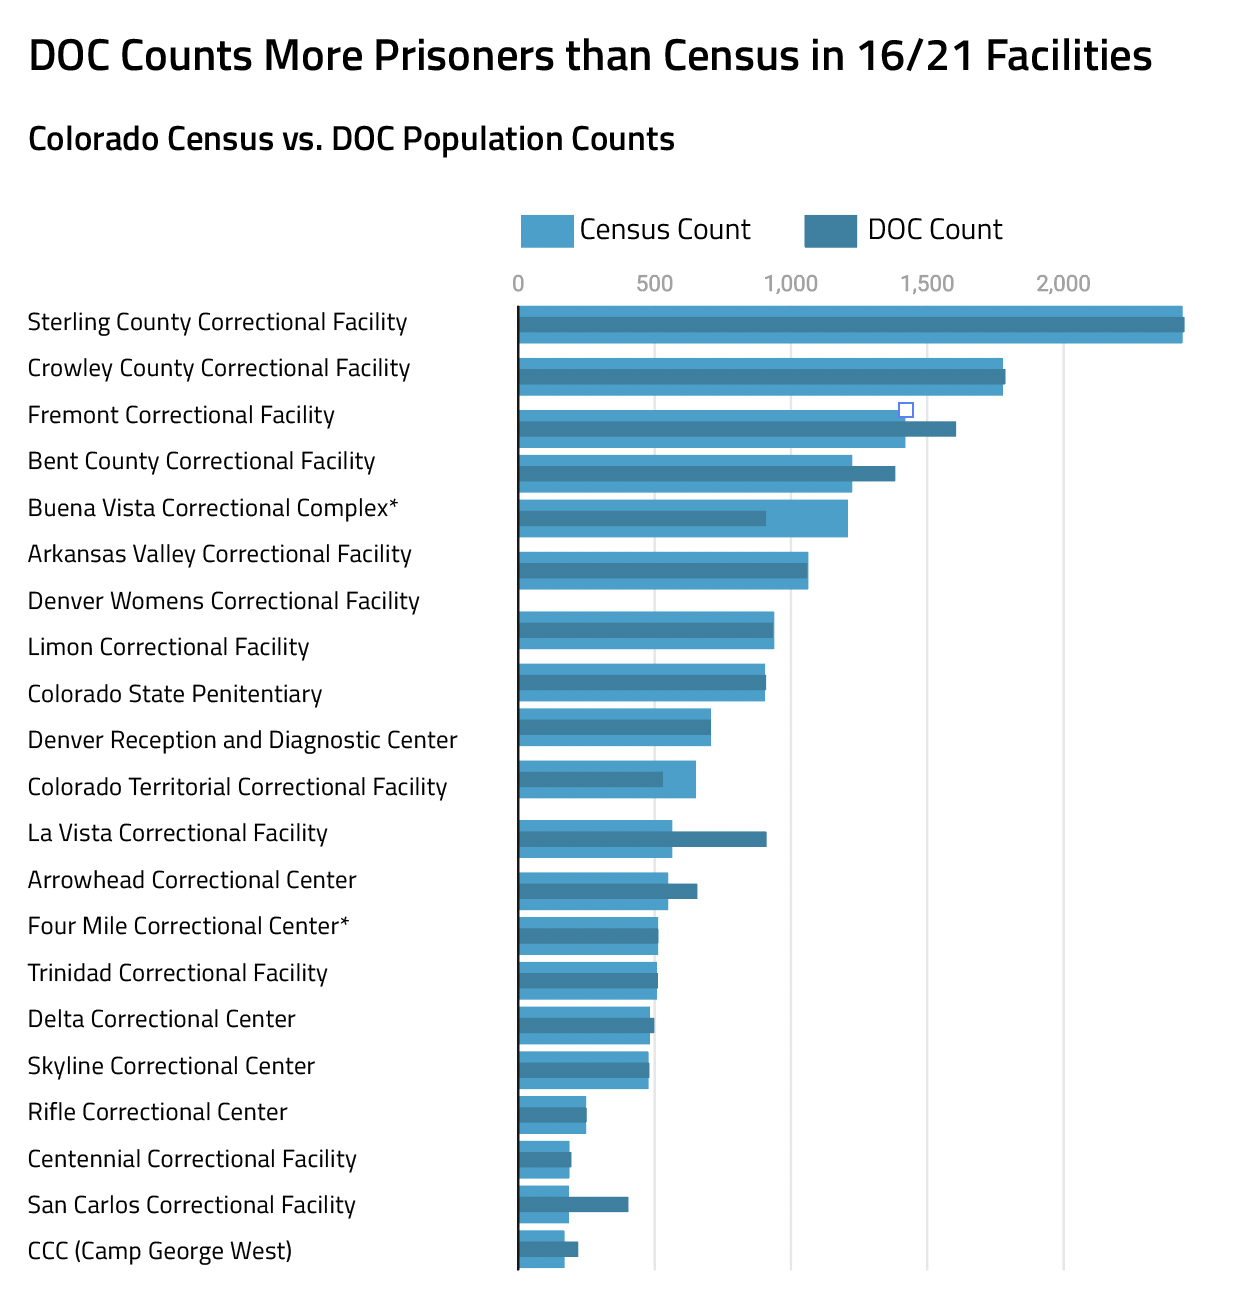 DOC Counts More Prisoners than Census in 16/21 Facilities
Colorado Census vs. DOC Population Counts
Census Count DOC Count
0 500 1,000 1,500 2,000
Sterling County Correctional Facility
Crowley County Correctional Facility
Fremont Correctional Facility
Bent County Correctional Facility
Buena Vista Correctional Complex*
Arkansas Valley Correctional Facility
Denver Womens Correctional Facility
Limon Correctional Facility
Colorado State Penitentiary
Denver Reception and Diagnostic Center
Colorado Territorial Correctional Facility
La Vista Correctional Facility
Arrowhead Correctional Center
Four Mile Correctional Center*
Trinidad Correctional Facility
Delta Correctional Center
Skyline Correctional Center
Rifle Correctional Center
Centennial Correctional Facility
San Carlos Correctional Facility
CCC (Camp George West)